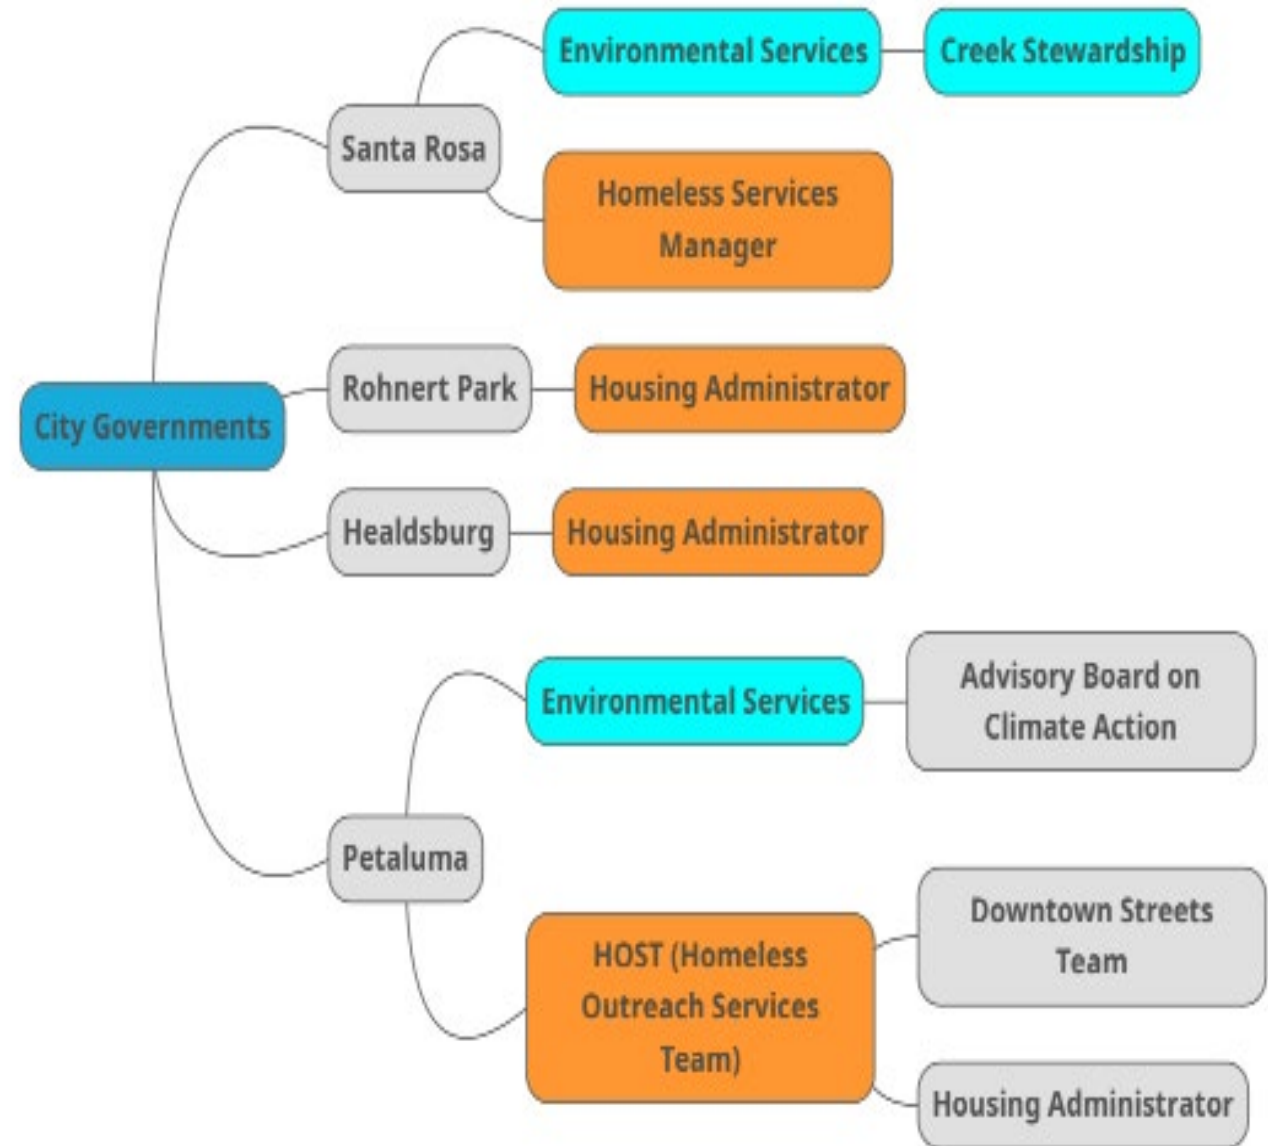 Environmental Services
Creek Stewardship
Santa Rosa
Homeless Services
Manager
Rohnert Park
Housing Administrator
City Governments
Healdsburg
Housing Administrator
Environmental Services
Advisory Board on
Climate Action
Petaluma
HOST (Homeless
Outreach Services
Team)
Downtown Streets
Team
Housing Administrator